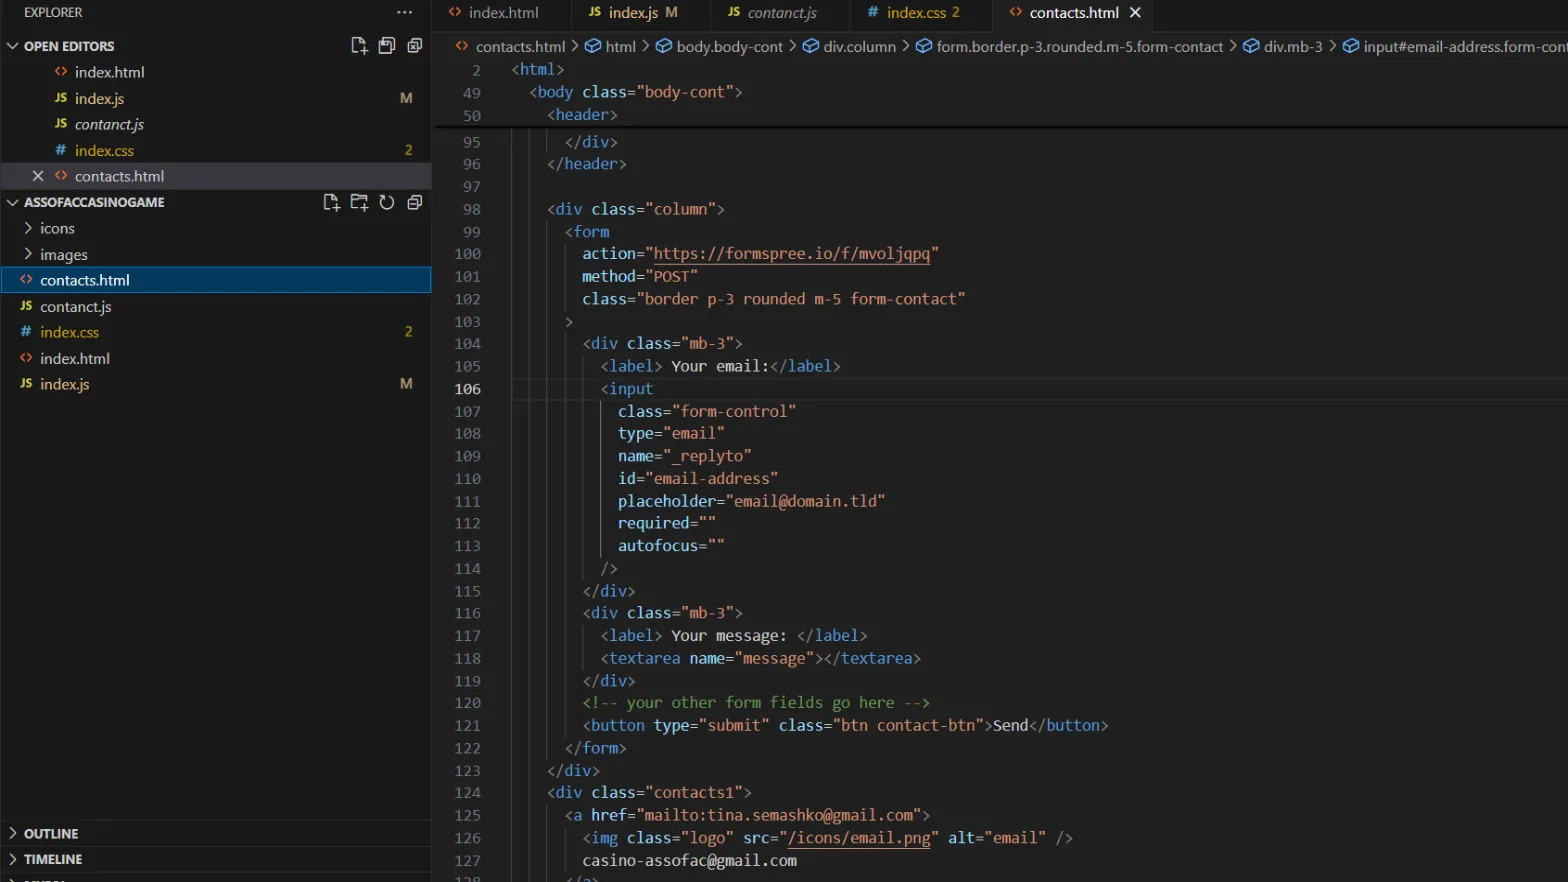 EXPLORER ···
OPEN EDITORS
index.html
JS index.js M
JS contanct.js
# index.css 2
contacts.html
ASSOFACCASINOGAME
icons
images
contacts.html
JS contanct.js
# index.css 2
index.html
JS index.js M
OUTLINE
TIMELINE
index.html JS index.js M JS contanct.js # index.css 2 contacts.html
contacts.html > html > body.body-cont > div.column > form.border.p-3.rounded.m-5.form-contact > div.mb-3 > input#email-address.form-con
2 <html>
49 <body class="body-cont">
50 <header>
95 </div>
96 </header>
97
98 <div class="column">
99 <form
100 action="https://formspree.io/f/mvoljqpq"
101 method="POST"
102 class="border p-3 rounded m-5 form-contact"
103 >
104 <div class="mb-3">
105 <label> Your email:</label>
106 <input
107 class="form-control"
108 type="email"
109 name="_replyto"
110 id="email-address"
111 placeholder="email@domain.tld"
112 required=""
113 autofocus=""
114 />
115 </div>
116 <div class="mb-3">
117 <label> Your message: </label>
118 <textarea name="message"></textarea>
119 </div>
120 <!-- your other form fields go here -->
121 <button type="submit" class="btn contact-btn">Send</button>
122 </form>
123 </div>
124 <div class="contacts1">
125 <a href="mailto:tina.semashko@gmail.com">
126 <img class="logo" src="/icons/email.png" alt="email" />
127 casino-assofac@gmail.com